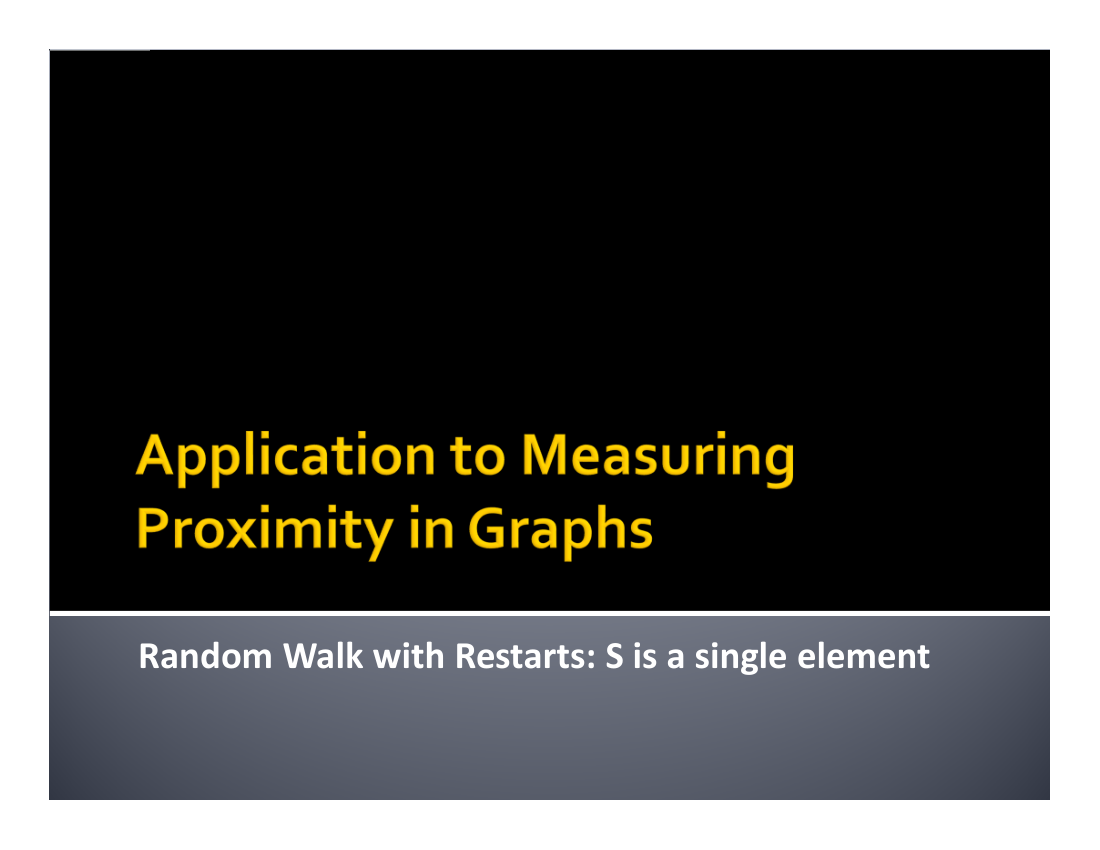 Application to Measuring
Proximity in Graphs
Random Walk with Restarts: S is a single element